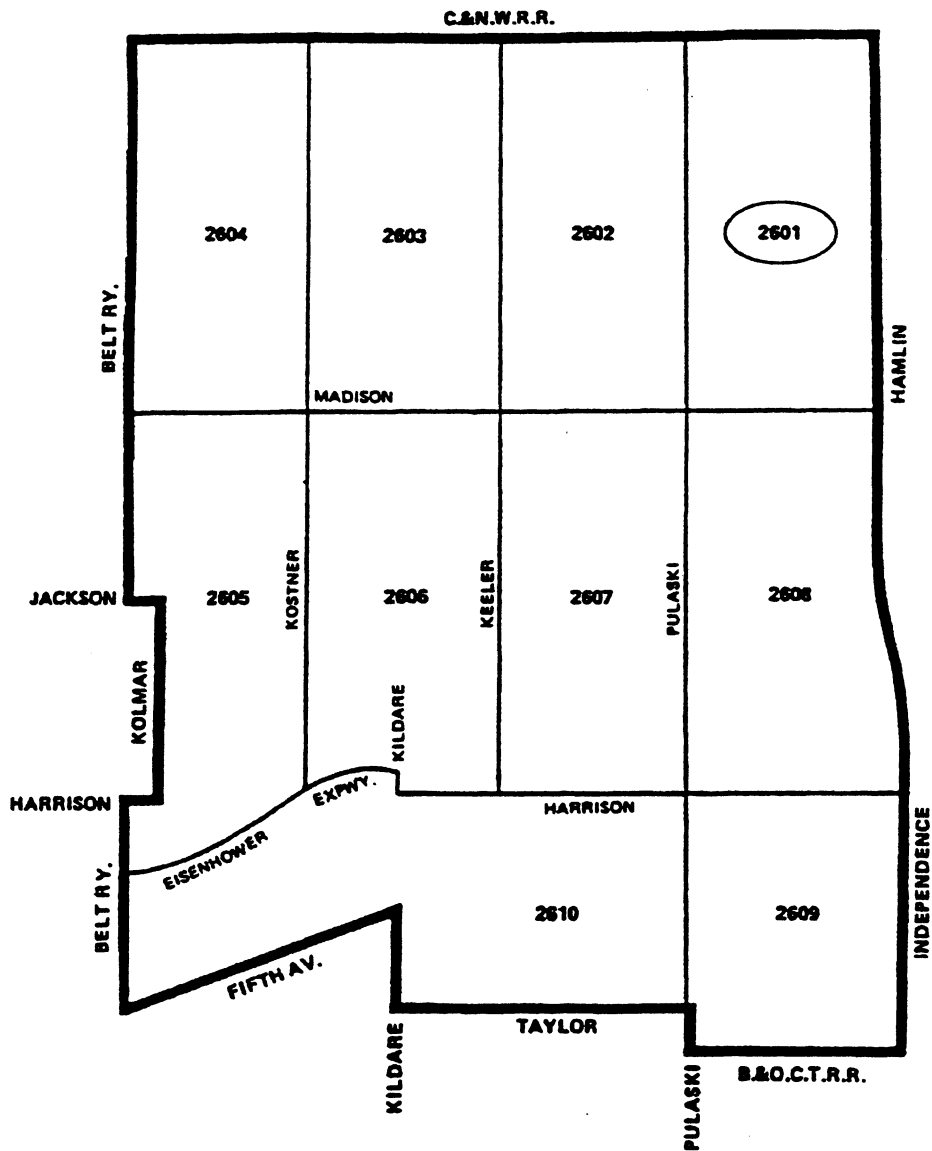 C.&N.W.R.R.
2604
2603
2602
2601
BELT RY.
HAMLIN
MADISON
JACKSON
2605
KOSTNER
2606
KEELER
2607
PULASKI
2608
KOLMAR
KILDARE
EXPWY.
HARRISON
HARRISON
EISENHOWER
INDEPENDENCE
BELT RY.
2610
2609
FIFTH AV.
KILDARE
TAYLOR
PULASKI
B.&O.C.T.R.R.